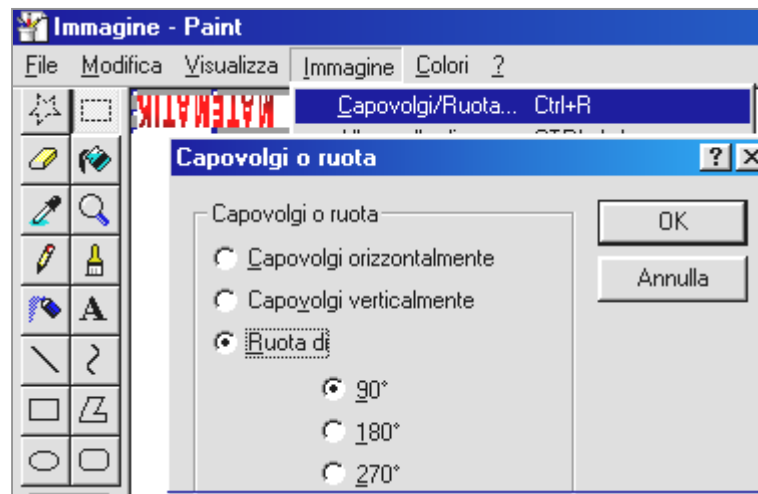 Immagine - Paint
File Modifica Visualizza Immagine Colori ?
MATEMATIK
Capovolgi/Ruota... Ctrl+R
Capovolgi o ruota
Capovolgi o ruota
OK
Capovolgi orizzontalmente
Annulla
Capovolgi verticalmente
A
Ruota di
90°
180°
270°